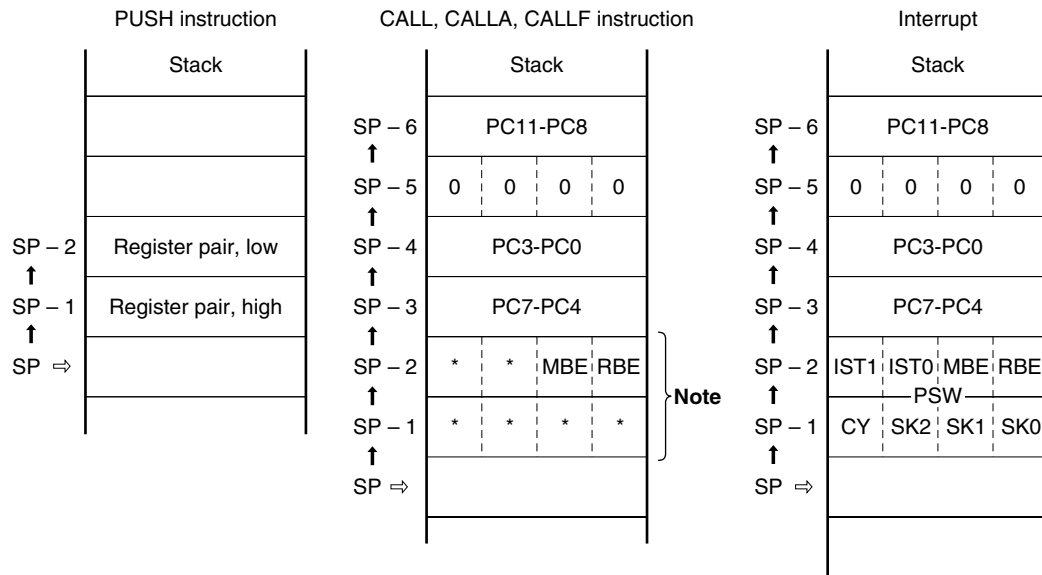 PUSH instruction
CALL, CALLA, CALLF instruction
Interrupt
Stack
SP – 2 Register pair, low
SP – 1 Register pair, high
SP ⇨
Stack
SP – 6 PC11-PC8
SP – 5 0 0 0 0
SP – 4 PC3-PC0
SP – 3 PC7-PC4
SP – 2 * * MBE RBE
SP – 1 * * * *
Note
SP ⇨
Stack
SP – 6 PC11-PC8
SP – 5 0 0 0 0
SP – 4 PC3-PC0
SP – 3 PC7-PC4
SP – 2 IST1 IST0 MBE RBE
PSW
SP – 1 CY SK2 SK1 SK0
SP ⇨